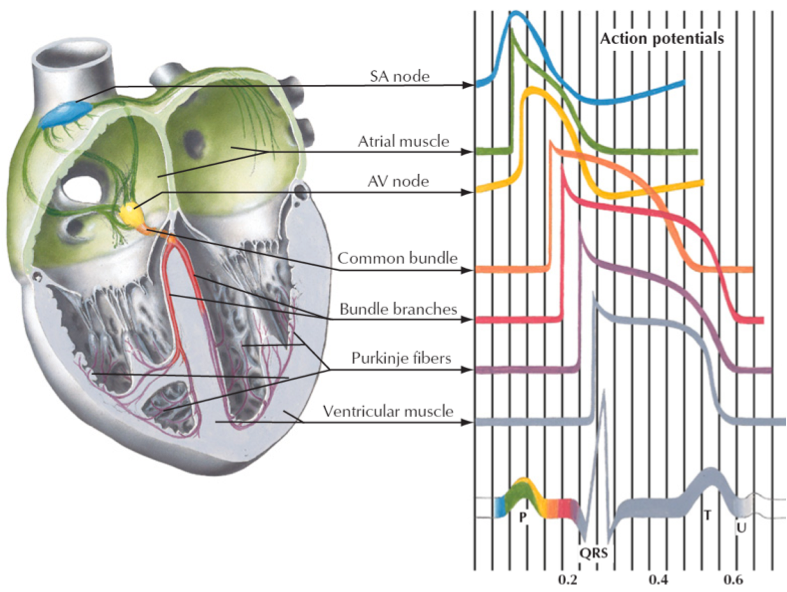 Action potentials
SA node
Atrial muscle
AV node
Common bundle
Bundle branches
Purkinje fibers
Ventricular muscle
P
T
U
QRS
0.2
0.4
0.6